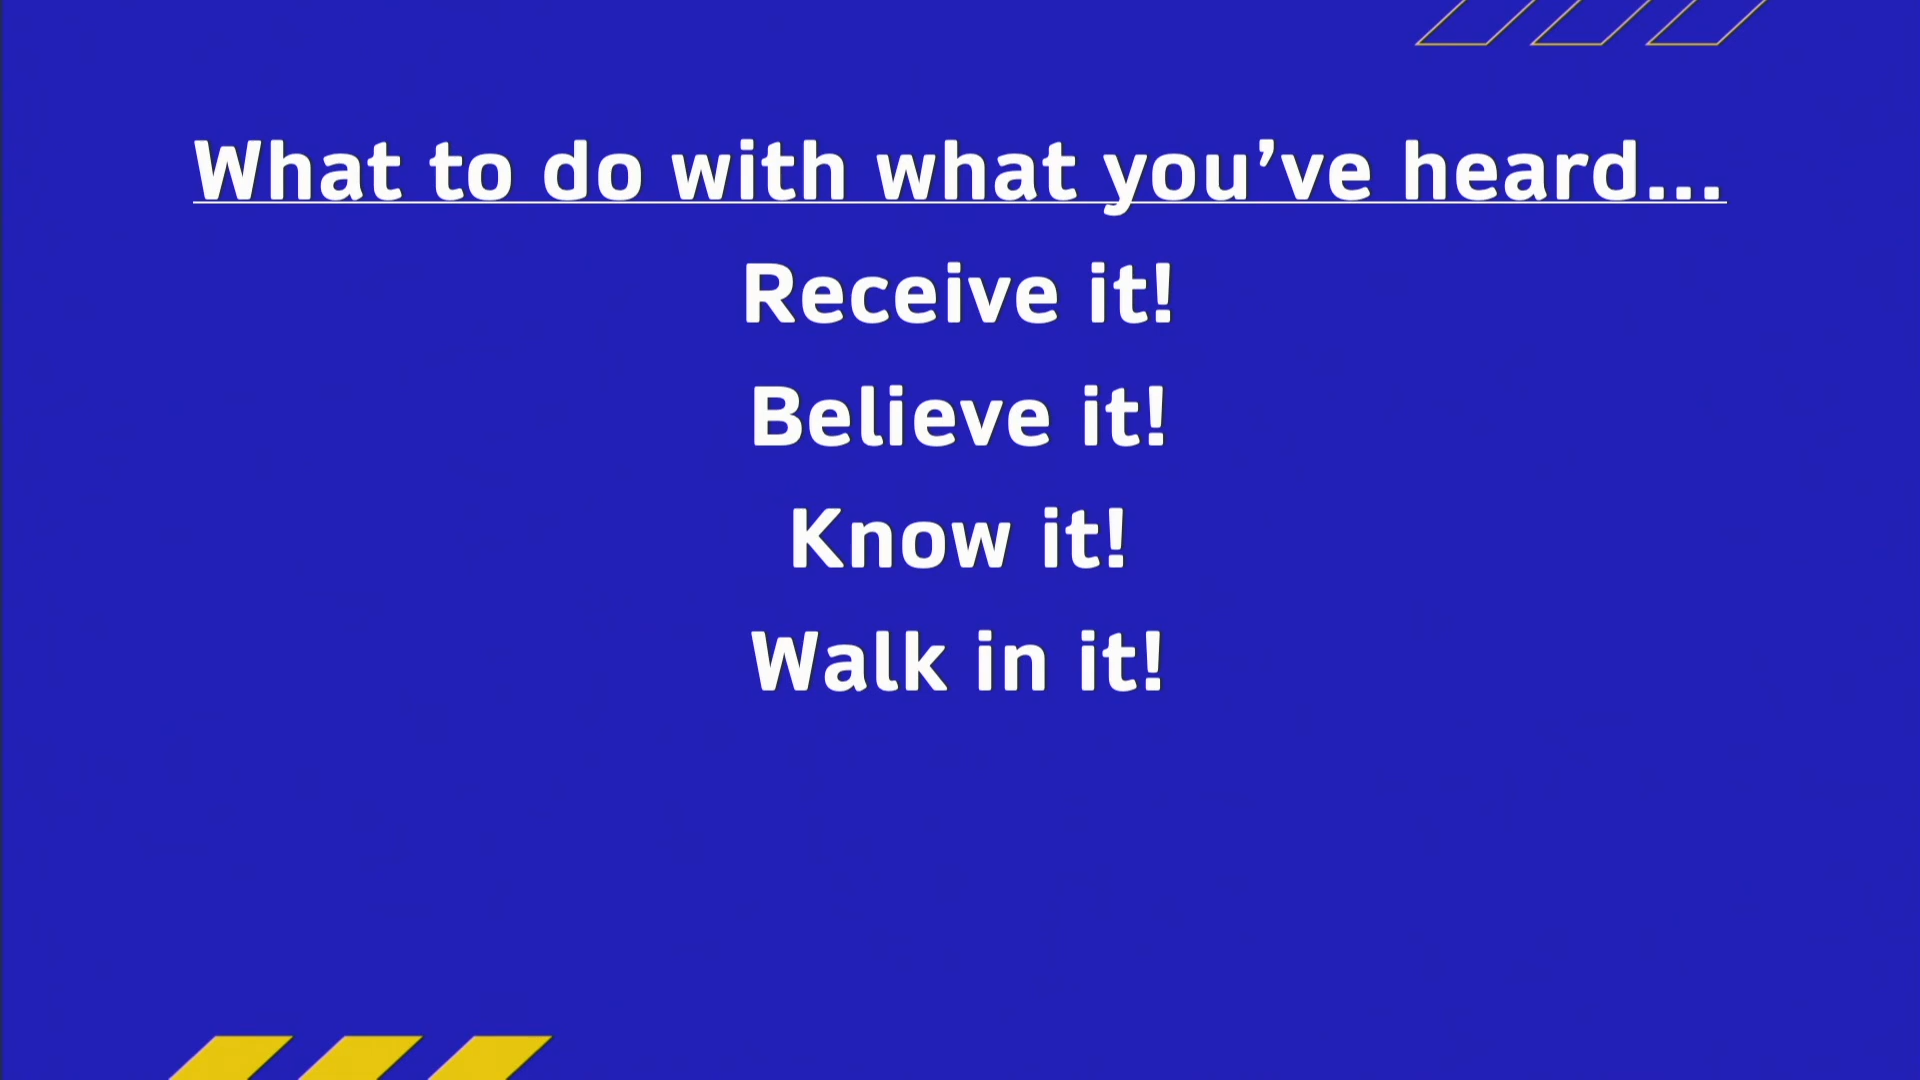 What to do with what you’ve heard...
Receive it!
Believe it!
Know it!
Walk in it!